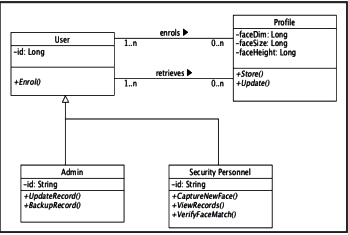 Profile
-faceDim: Long
-faceSize: Long
-faceHeight: Long
+Store()
+Update()
User
-id: Long
+Enrol()
enrols
1..n
0..n
retrieves
1..n
0..n
Admin
-id: String
+UpdateRecord()
+BackupRecord()
Security Personnel
-id: String
+CaptureNewFace()
+ViewRecords()
+VerifyFaceMatch()